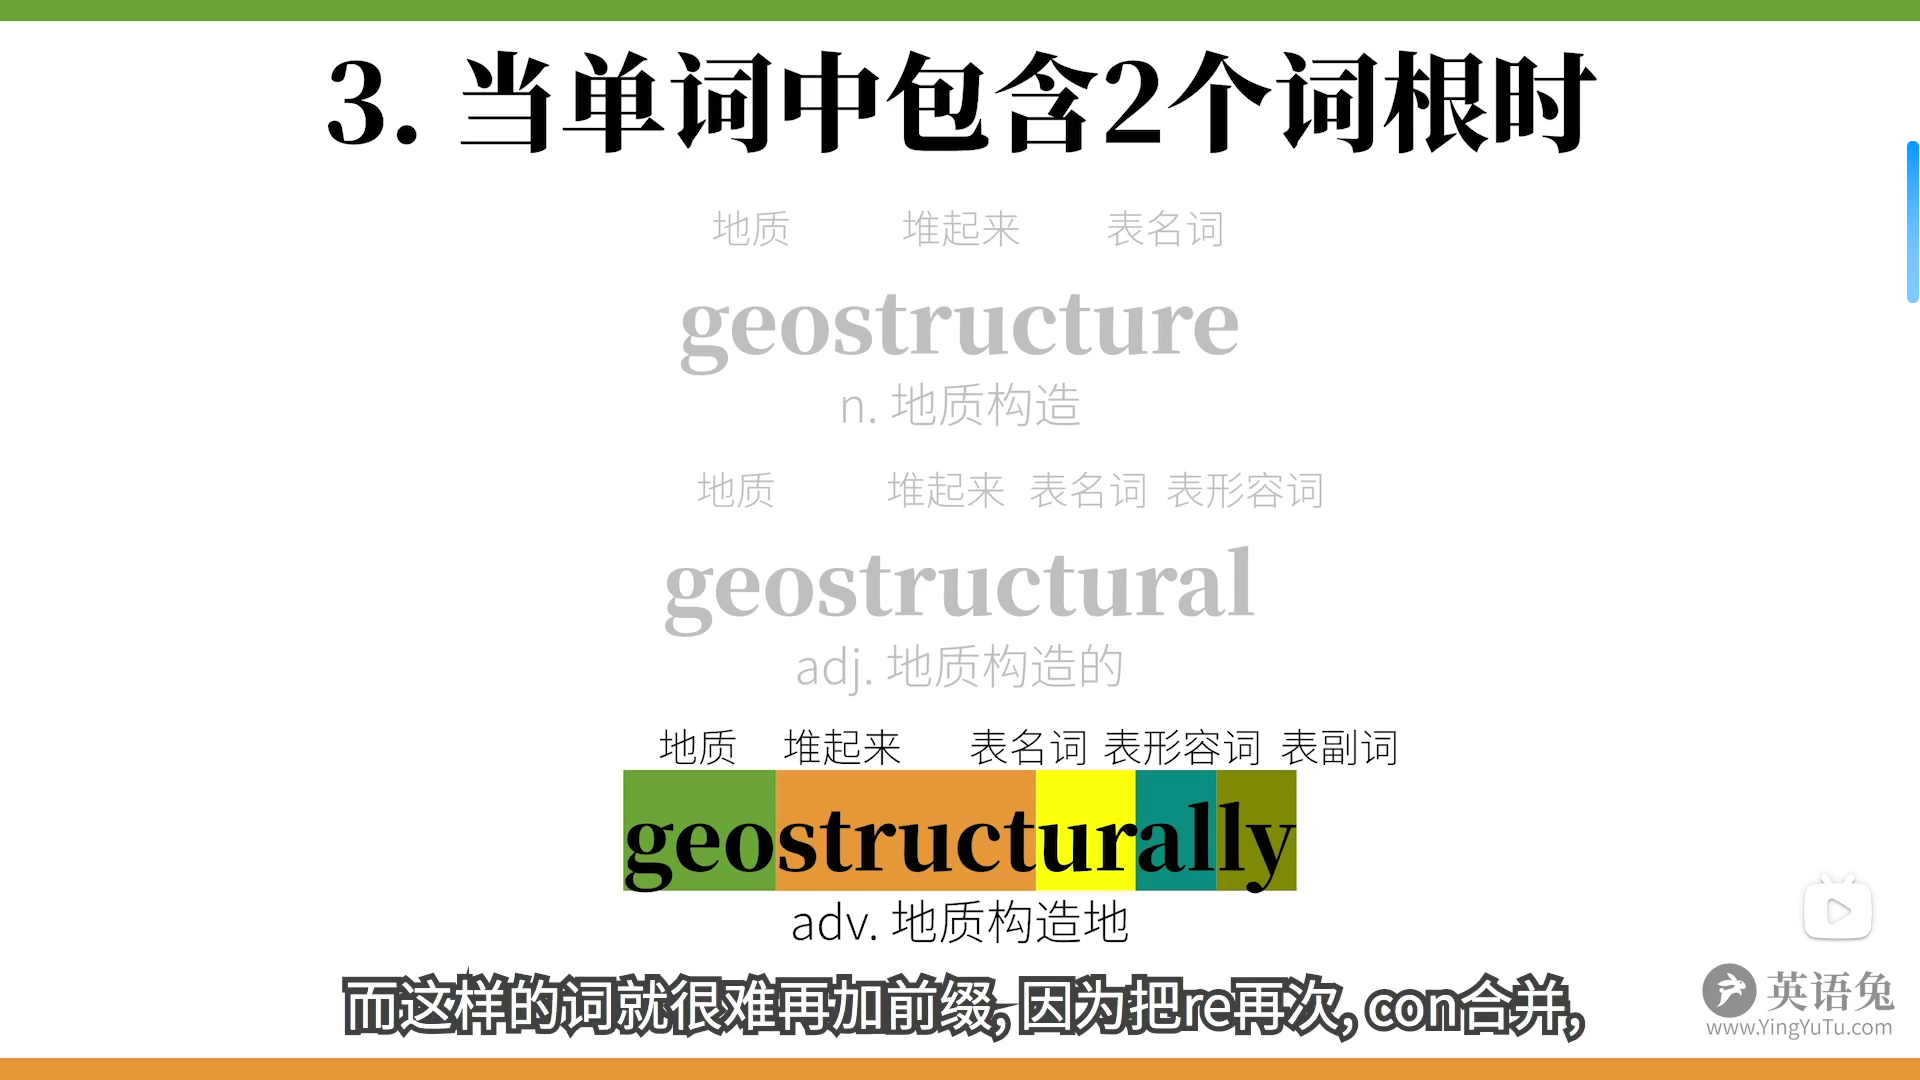 3. 当单词中包含2个词根时
地质 堆起来 表名词
geostructure
n. 地质构造
地质 堆起来 表名词 表形容词
geostructural
adj. 地质构造的
地质 堆起来 表名词 表形容词 表副词
geostructurally
adv. 地质构造地
而这样的词就很难再加前缀, 因为把re再次, con合并,
英语兔
www.YingYuTu.com